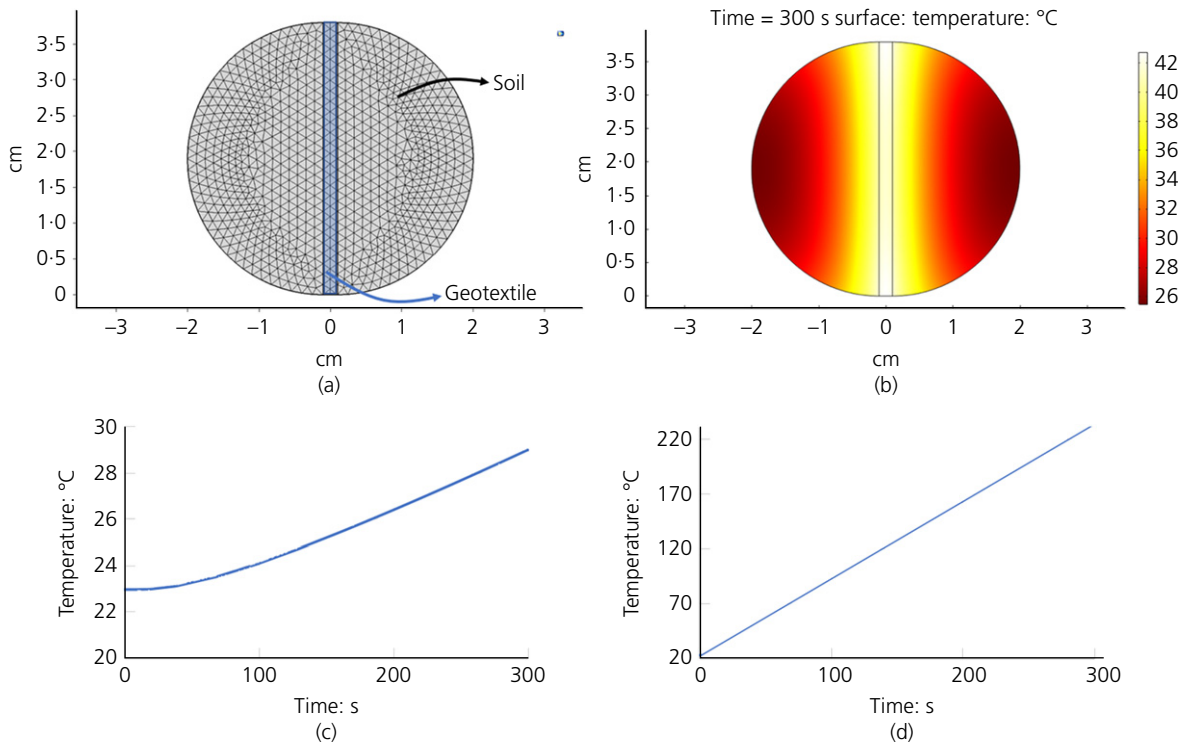 3·5
3·0
2·5
2·0
1·5
1·0
0·5
0
cm
Soil
Geotextile
–3 –2 –1 0 1 2 3
cm
(a)
Time = 300 s surface: temperature: °C
3·5
3·0
2·5
2·0
1·5
1·0
0·5
0
cm
42
40
38
36
34
32
30
28
26
–3 –2 –1 0 1 2 3
cm
(b)
30
28
26
24
22
20
Temperature: °C
0 100 200 300
Time: s
(c)
220
170
120
70
20
Temperature: °C
0 100 200 300
Time: s
(d)